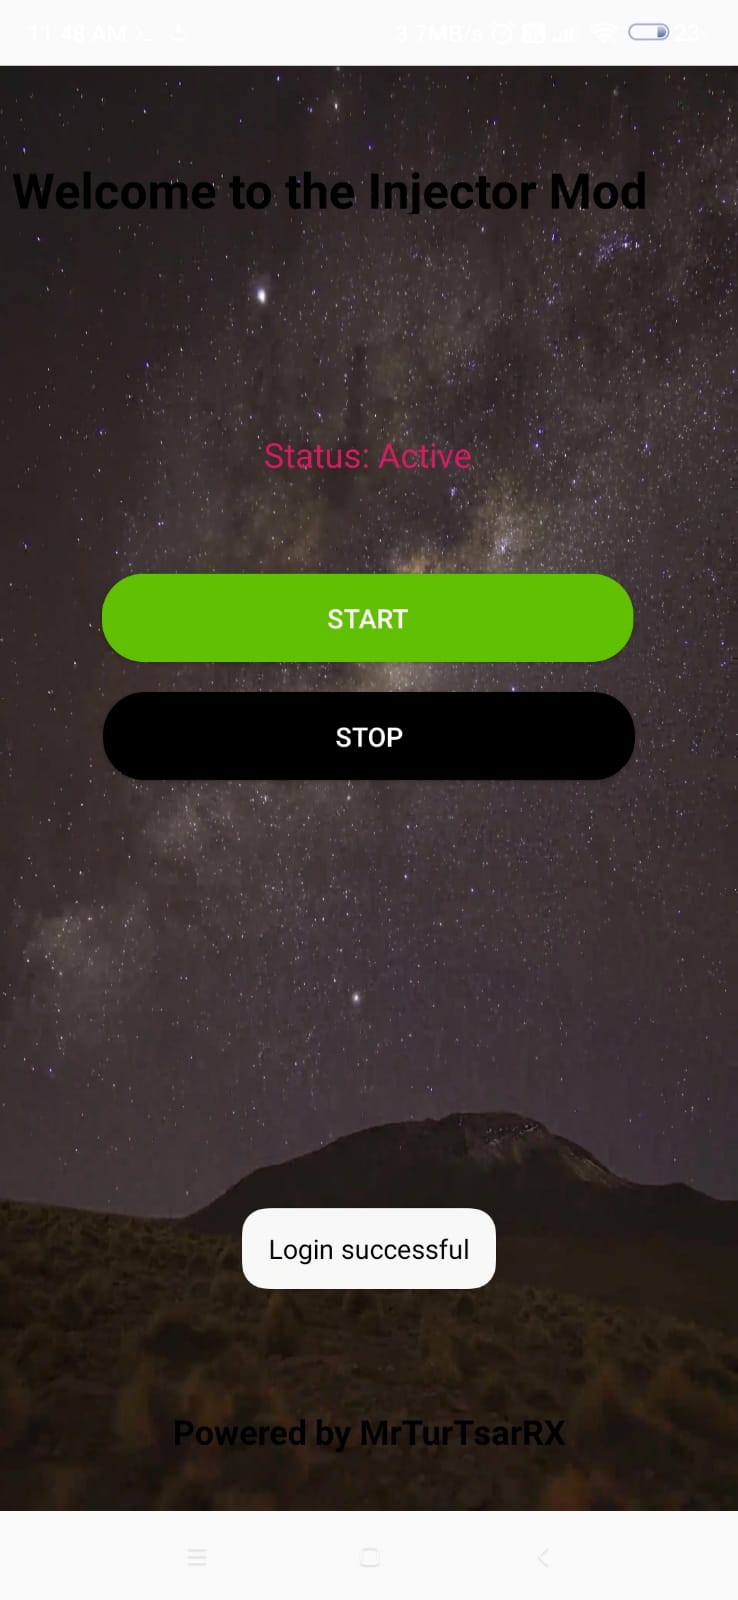 11:48 AM
3.7MB/s
23
Welcome to the Injector Mod
Status: Active
START
STOP
Login successful
Powered by MrTurTsarRX